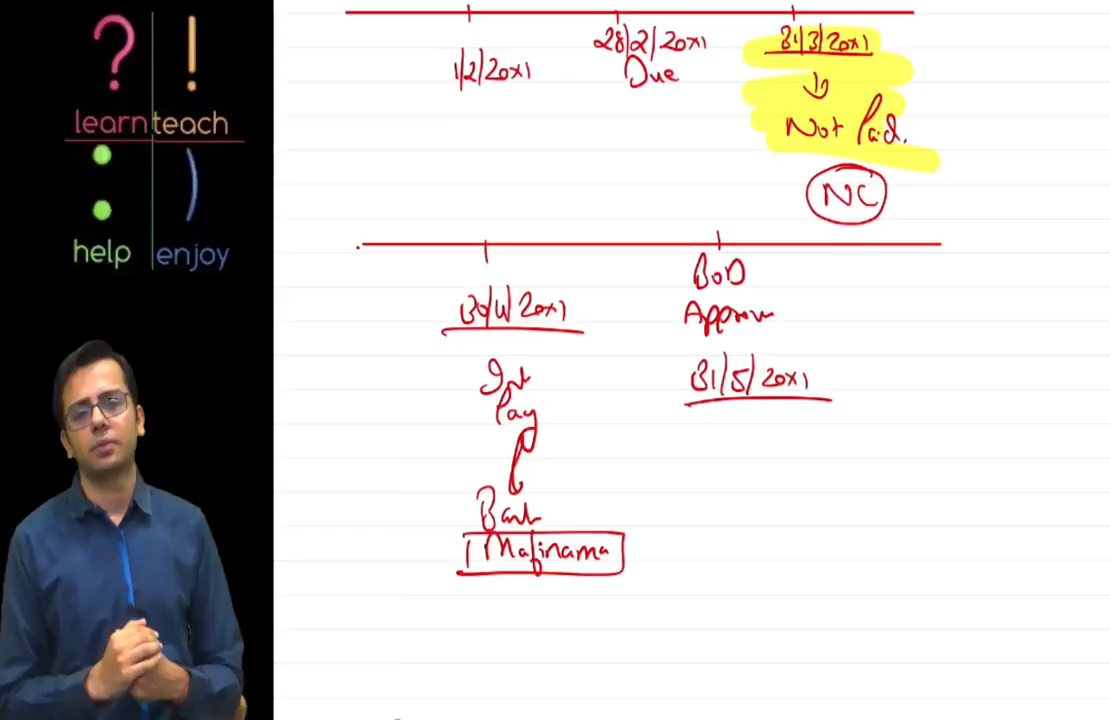 ? !
learn teach
: )
help enjoy
1/2/20x1
28/2/20x1
Due
31/3/20x1
Not Paid.
NC
30/4/20x1
Int
Pay
Bank
Mafinama
BOD
Approve
31/5/20x1